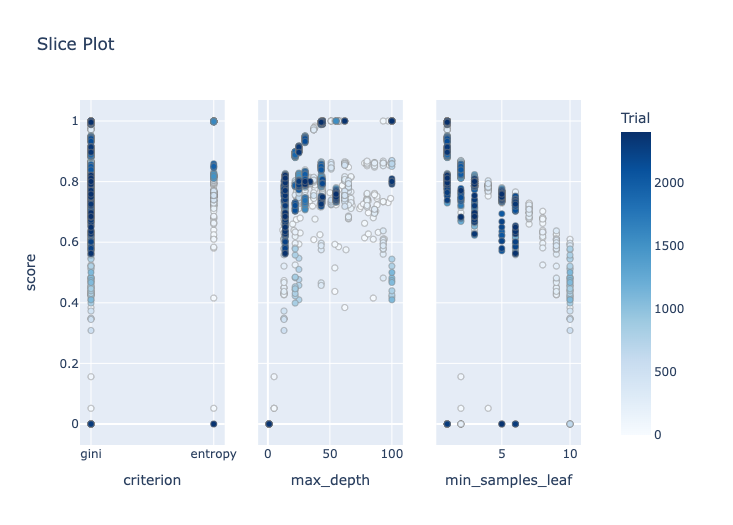 Slice Plot
Trial
1
0.8
0.6
0.4
0.2
0
score
2000
1500
1000
500
0
gini
entropy
0
50
100
5
10
criterion
max_depth
min_samples_leaf